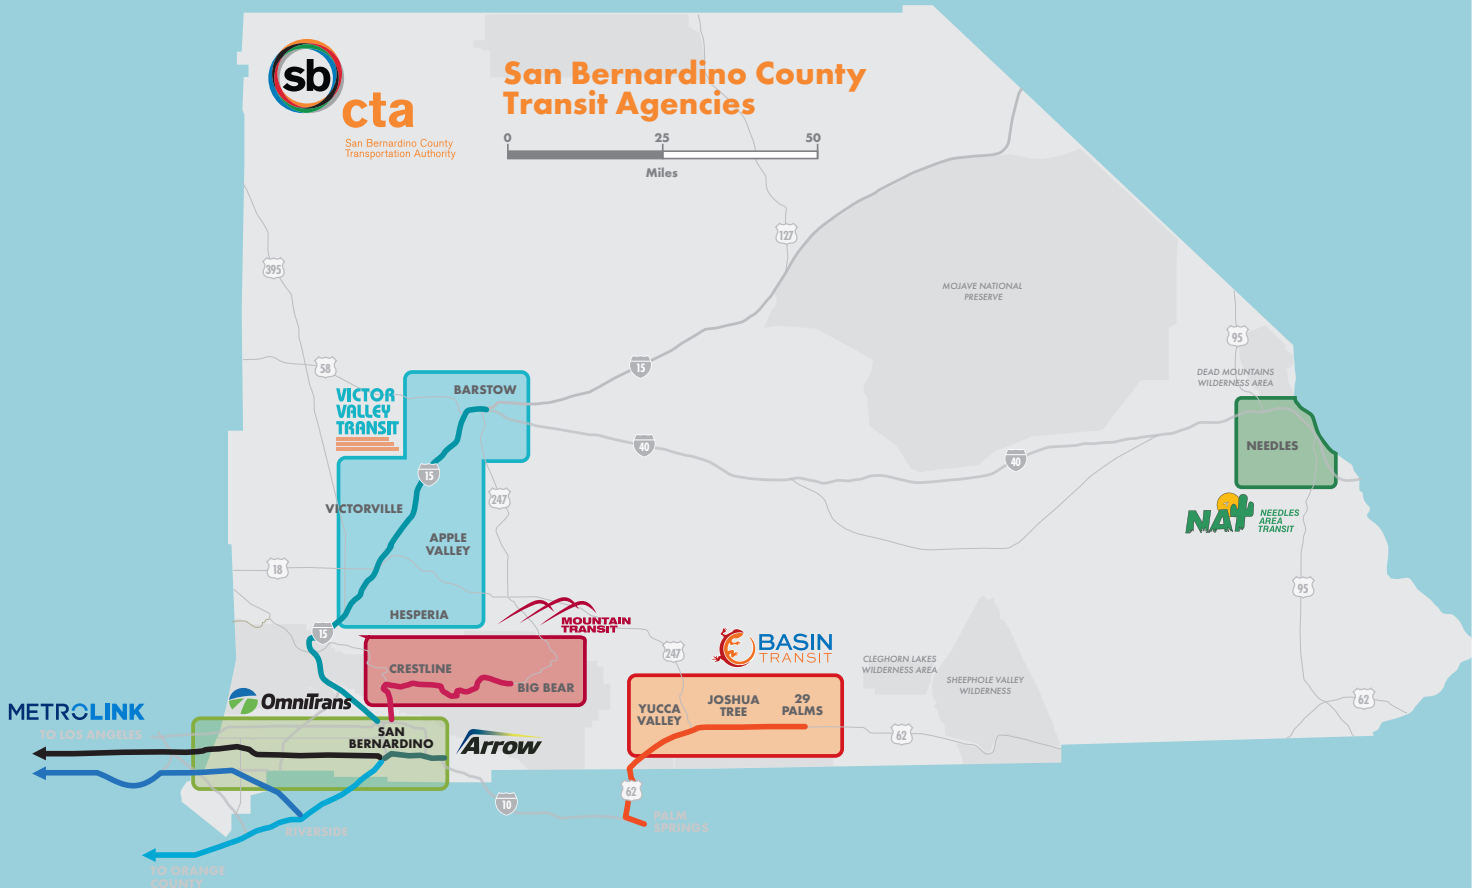 sb
cta
San Bernardino County
Transportation Authority
San Bernardino County
Transit Agencies
0 25 50
Miles
127
395
MOJAVE NATIONAL
PRESERVE
95
58
15
DEAD MOUNTAINS
WILDERNESS AREA
VICTOR
VALLEY
TRANSIT
BARSTOW
40
40
NEEDLES
15
247
VICTORVILLE
NAT
NEEDLES
AREA
TRANSIT
APPLE
VALLEY
18
95
HESPERIA
MOUNTAIN
TRANSIT
15
BASIN
TRANSIT
247
CLEGHORN LAKES
WILDERNESS AREA
CRESTLINE
BIG BEAR
SHEEPHOLE VALLEY
WILDERNESS
OmniTrans
JOSHUA
TREE
29
PALMS
YUCCA
VALLEY
62
METROLINK
TO LOS ANGELES
SAN
BERNARDINO
Arrow
62
62
10
PALM
SPRINGS
RIVERSIDE
TO ORANGE
COUNTY